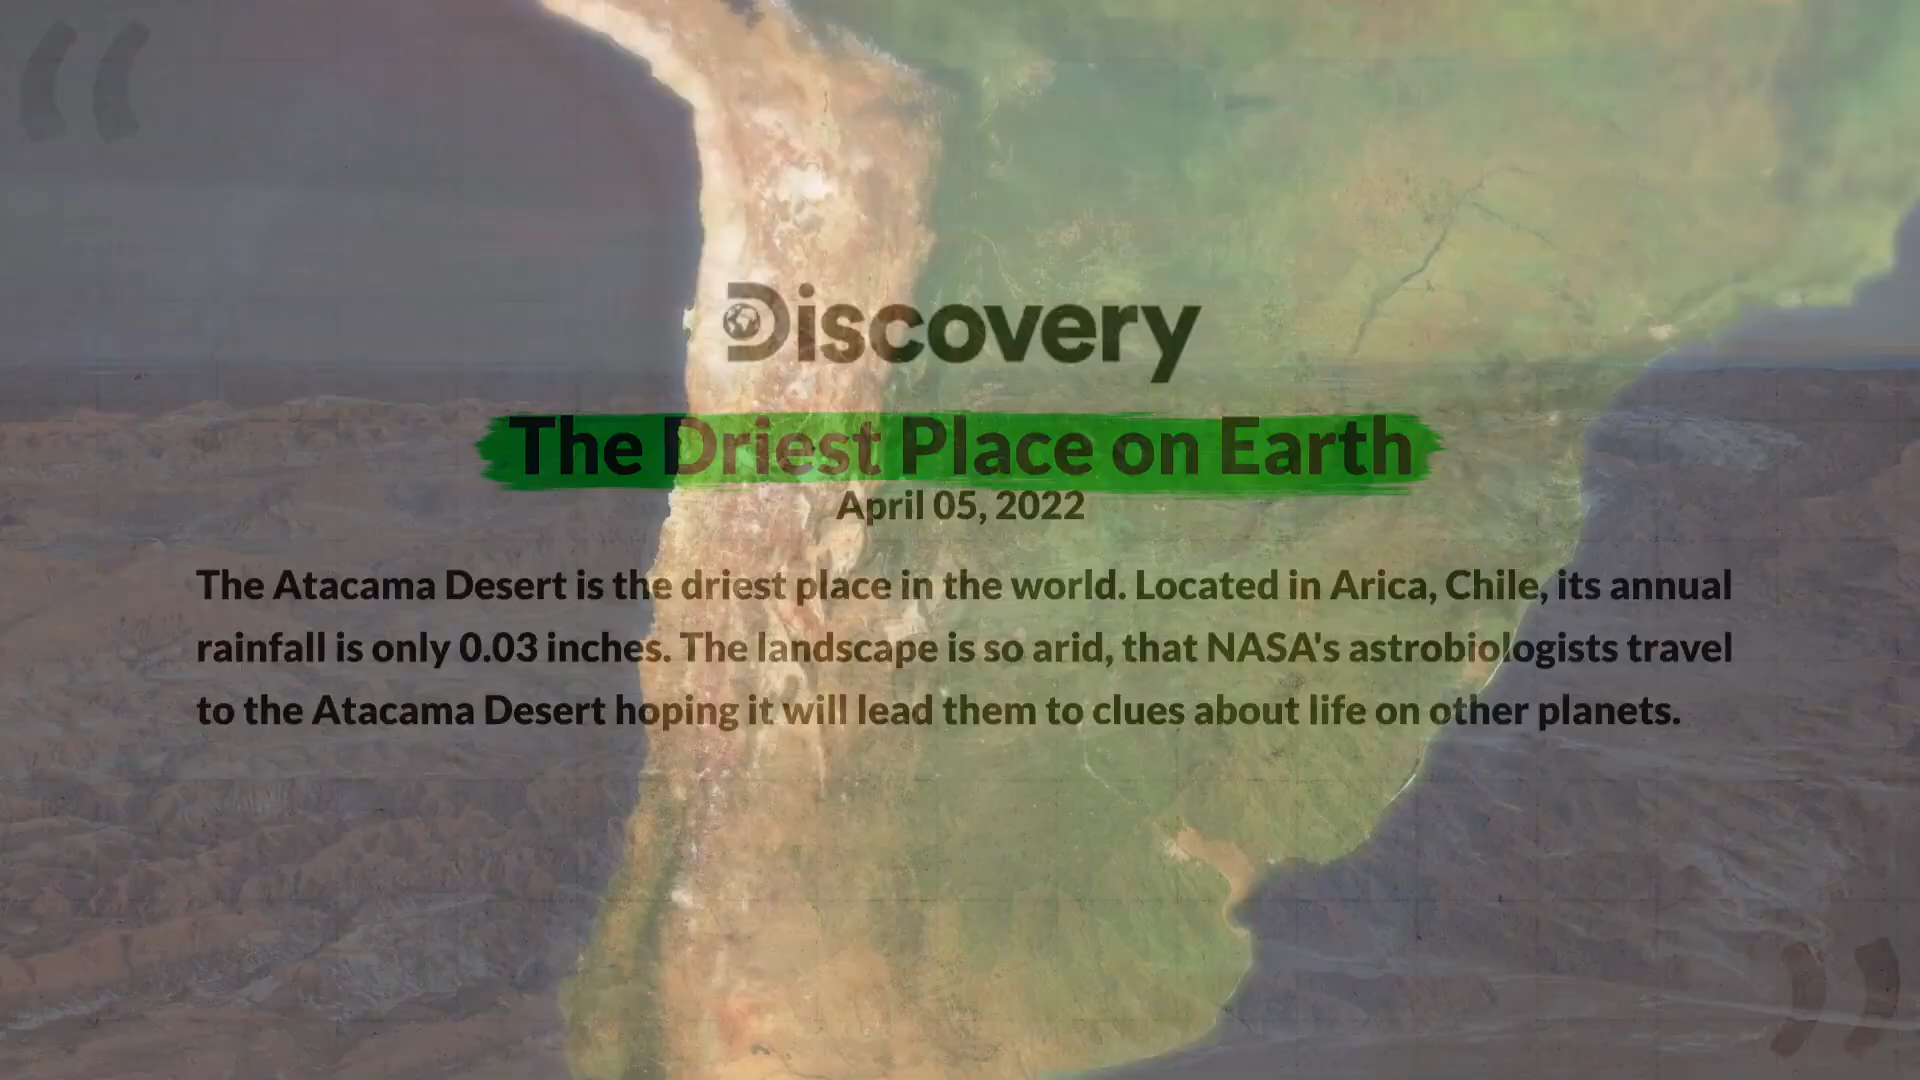 Discovery
The Driest Place on Earth
April 05, 2022
The Atacama Desert is the driest place in the world. Located in Arica, Chile, its annual
rainfall is only 0.03 inches. The landscape is so arid, that NASA's astrobiologists travel
to the Atacama Desert hoping it will lead them to clues about life on other planets.